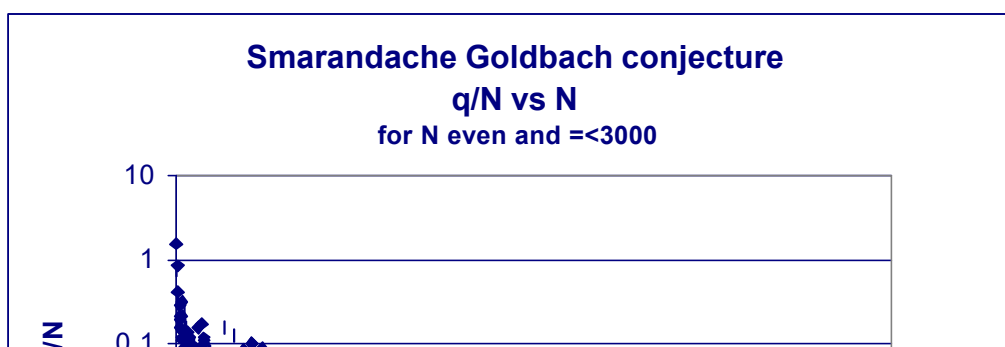 Smarandache Goldbach conjecture
q/N vs N
for N even and =<3000
10
1
0.1
/N